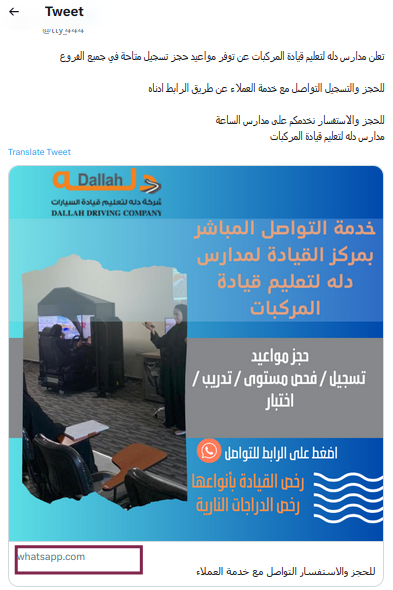 Tweet
تعلن مدارس دله لتعليم قيادة المركبات عن توفر مواعيد حجز تسجيل متاحة في جميع الفروع
للحجز والتسجيل التواصل مع خدمة العملاء عن طريق الرابط ادناه
للحجز والاستفسار نخدمكم على مدارس الساعة
مدارس دله لتعليم قيادة المركبات
Translate Tweet
Dallah دله
شركة دله لتعليم قيادة السيارات
DALLAH DRIVING COMPANY
خدمة التواصل المباشر
بمركز القيادة لمدارس
دله لتعليم قيادة
المركبات
حجز مواعيد
تسجيل / فحص مستوى / تدريب /
اختبار
اضغط على الرابط للتواصل
رخص القيادة بأنواعها
رخص الدراجات النارية
whatsapp.com
للحجز والاستفسار التواصل مع خدمة العملاء